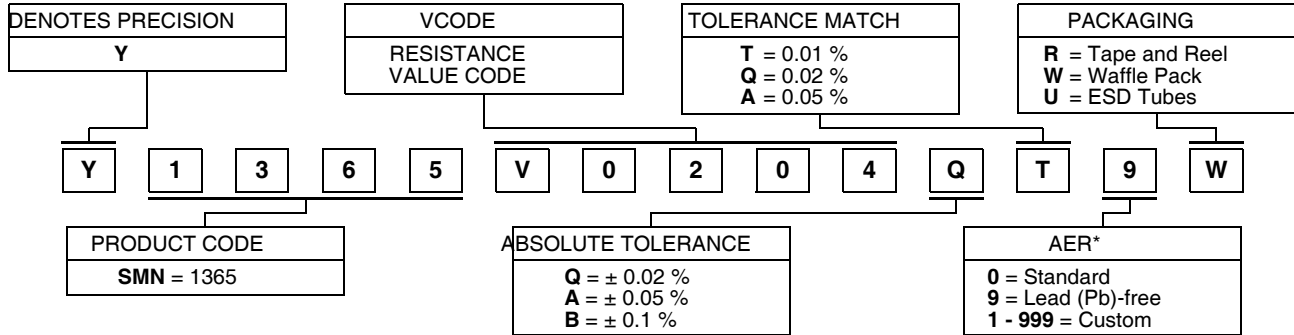 DENOTES PRECISION
Y
VCODE
RESISTANCE
VALUE CODE
TOLERANCE MATCH
T = 0.01 %
Q = 0.02 %
A = 0.05 %
PACKAGING
R = Tape and Reel
W = Waffle Pack
U = ESD Tubes
Y 1 3 6 5 V 0 2 0 4 Q T 9 W
PRODUCT CODE
SMN = 1365
ABSOLUTE TOLERANCE
Q = ± 0.02 %
A = ± 0.05 %
B = ± 0.1 %
AER*
0 = Standard
9 = Lead (Pb)-free
1 - 999 = Custom